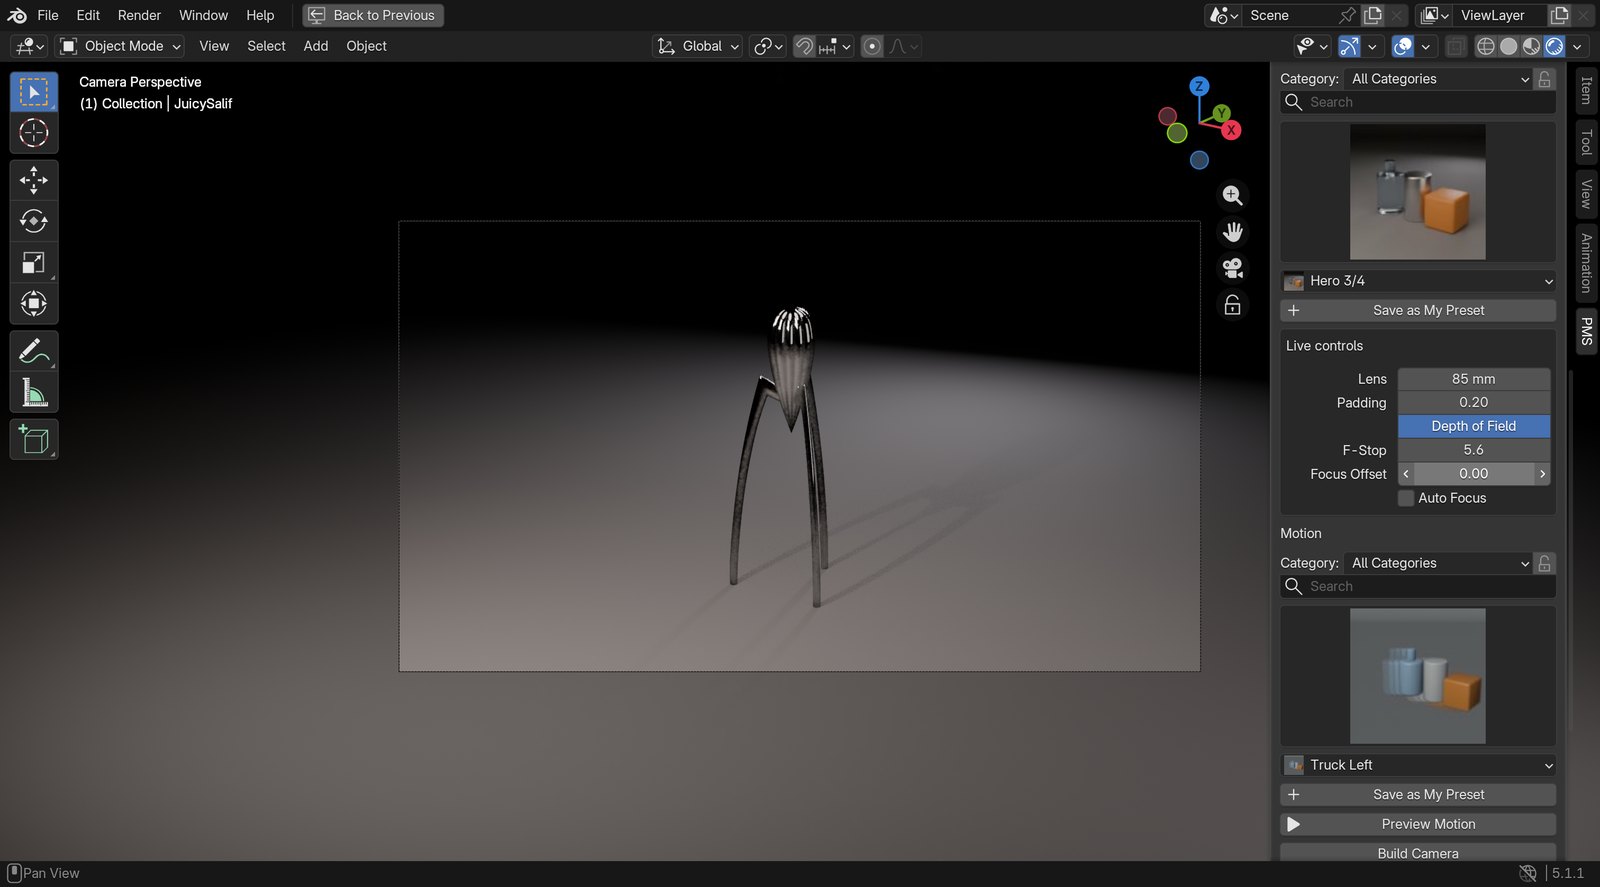 File Edit Render Window Help Back to Previous Scene ViewLayer
Object Mode View Select Add Object Global
Camera Perspective
(1) Collection | JuicySalif
Z
Y
X
Category: All Categories
Search
Hero 3/4
Save as My Preset
Live controls
Lens 85 mm
Padding 0.20
Depth of Field
F-Stop 5.6
Focus Offset 0.00
Auto Focus
Motion
Category: All Categories
Search
Truck Left
Save as My Preset
Preview Motion
Build Camera
Item
Tool
View
Animation
PMS
Pan View 5.1.1